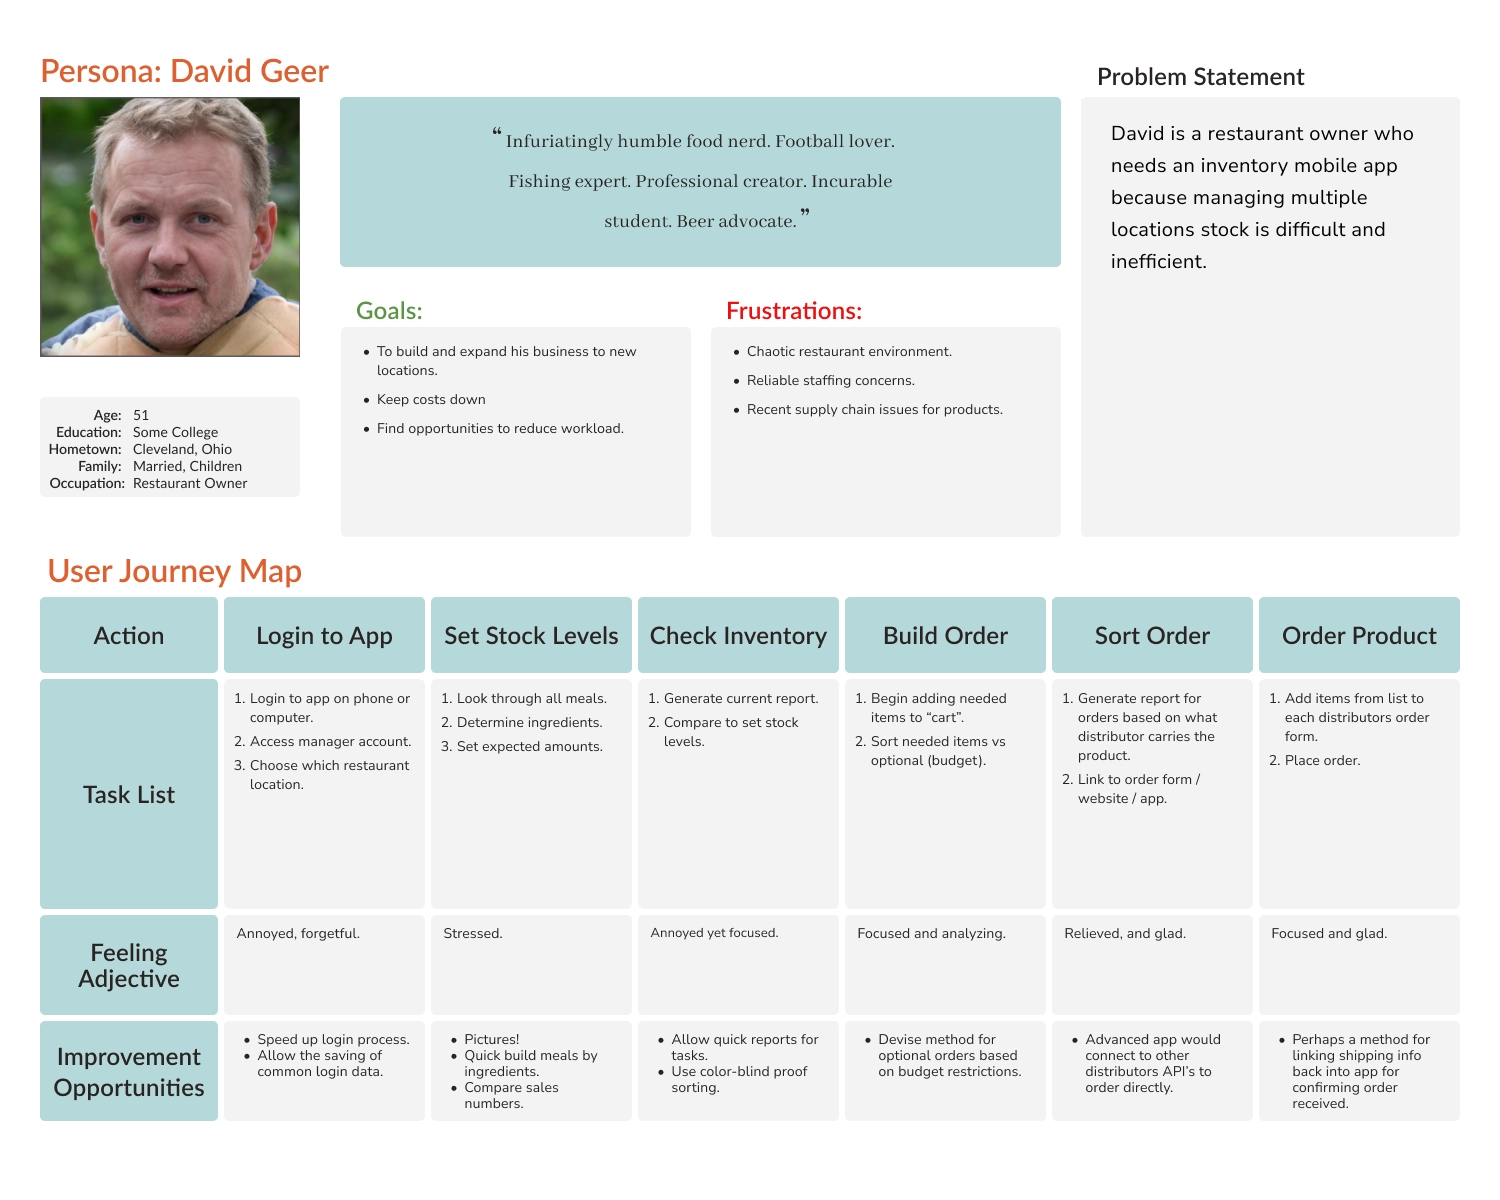 Persona: David Geer
Problem Statement
“ Infuriatingly humble food nerd. Football lover.
Fishing expert. Professional creator. Incurable
student. Beer advocate. ”
David is a restaurant owner who
needs an inventory mobile app
because managing multiple
locations stock is difficult and
inefficient.
Age: 51
Education: Some College
Hometown: Cleveland, Ohio
Family: Married, Children
Occupation: Restaurant Owner
Goals:
• To build and expand his business to new
locations.
• Keep costs down
• Find opportunities to reduce workload.
Frustrations:
• Chaotic restaurant environment.
• Reliable staffing concerns.
• Recent supply chain issues for products.
User Journey Map
Action
Login to App
Set Stock Levels
Check Inventory
Build Order
Sort Order
Order Product
Task List
1. Login to app on phone or
computer.
2. Access manager account.
3. Choose which restaurant
location.
1. Look through all meals.
2. Determine ingredients.
3. Set expected amounts.
1. Generate current report.
2. Compare to set stock
levels.
1. Begin adding needed
items to “cart”.
2. Sort needed items vs
optional (budget).
1. Generate report for
orders based on what
distributor carries the
product.
2. Link to order form /
website / app.
1. Add items from list to
each distributors order
form.
2. Place order.
Feeling
Adjective
Annoyed, forgetful.
Stressed.
Annoyed yet focused.
Focused and analyzing.
Relieved, and glad.
Focused and glad.
Improvement
Opportunities
• Speed up login process.
• Allow the saving of
common login data.
• Pictures!
• Quick build meals by
ingredients.
• Compare sales
numbers.
• Allow quick reports for
tasks.
• Use color-blind proof
sorting.
• Devise method for
optional orders based
on budget restrictions.
• Advanced app would
connect to other
distributors API’s to
order directly.
• Perhaps a method for
linking shipping info
back into app for
confirming order
received.